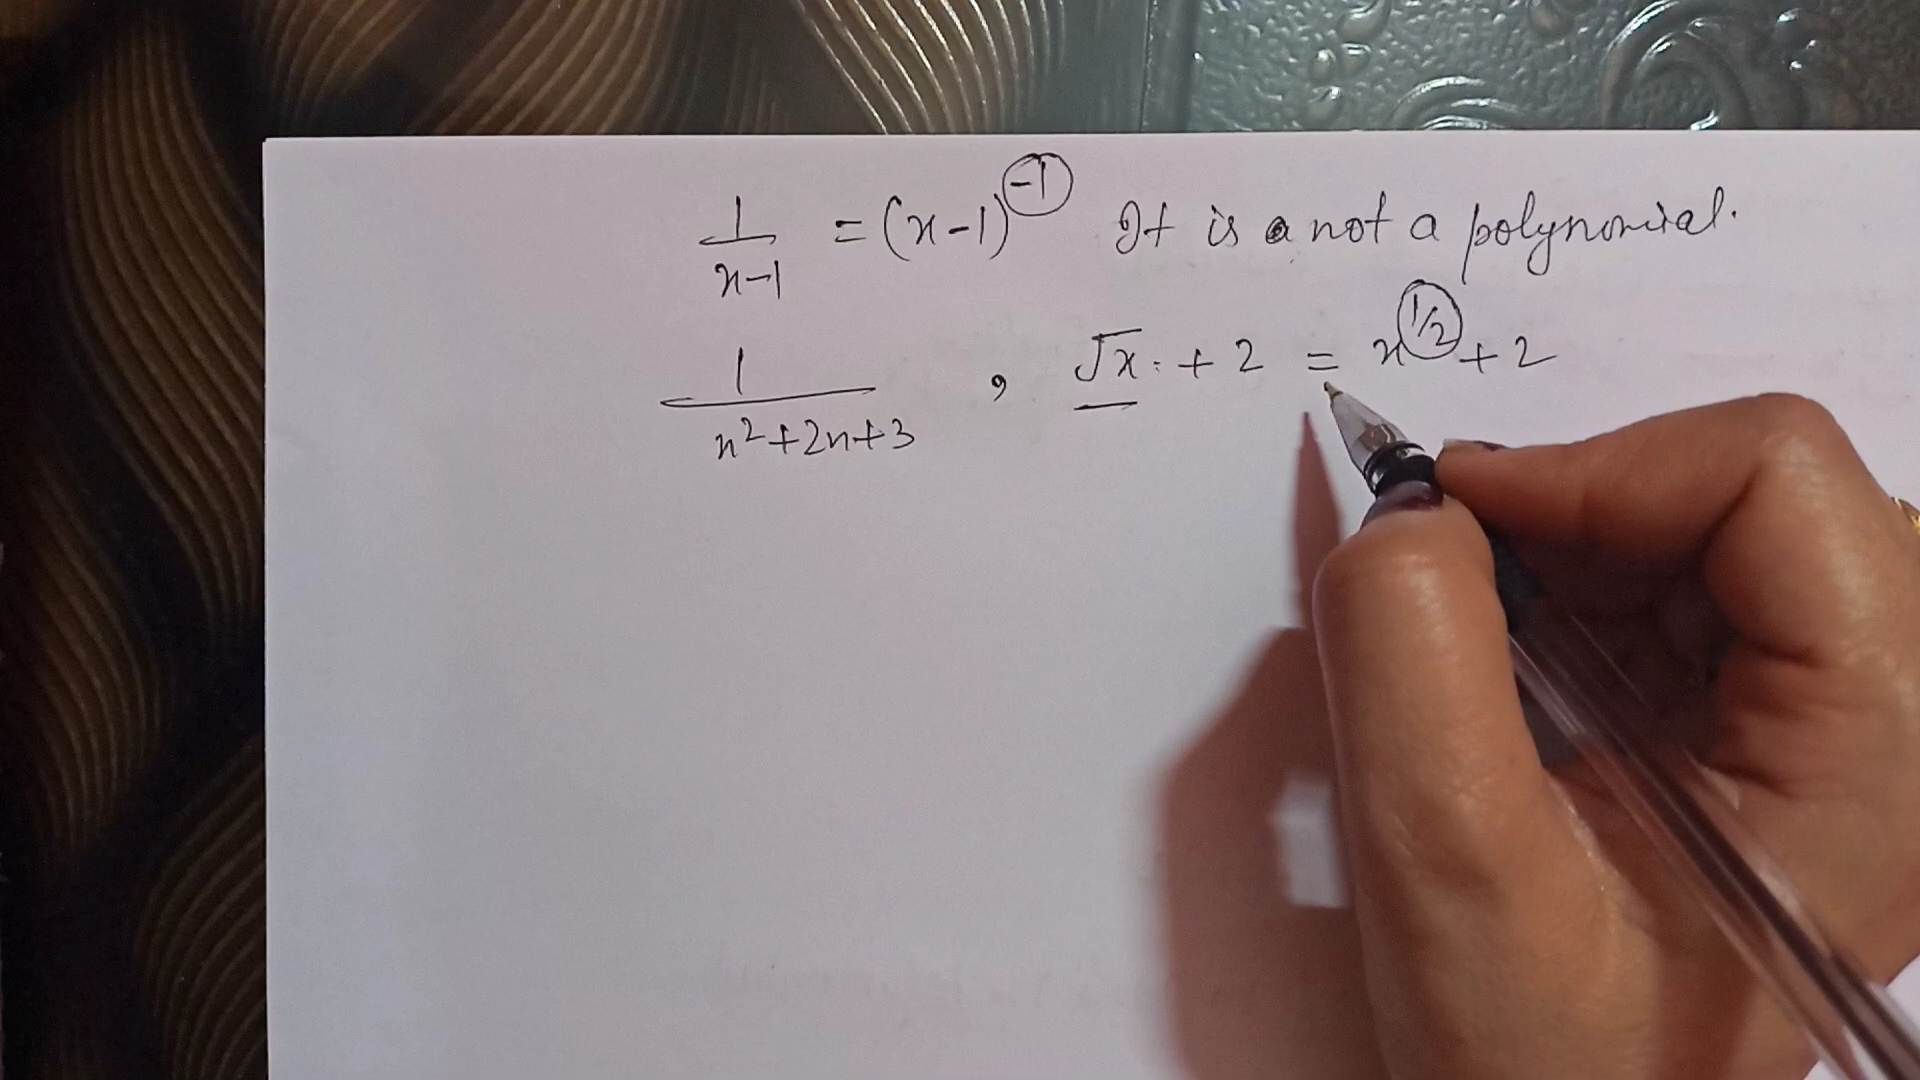 1/(x-1) = (x-1)^-1 It is not a polynomial.
1/(x²+2x+3) , √x + 2 = x^1/2 + 2